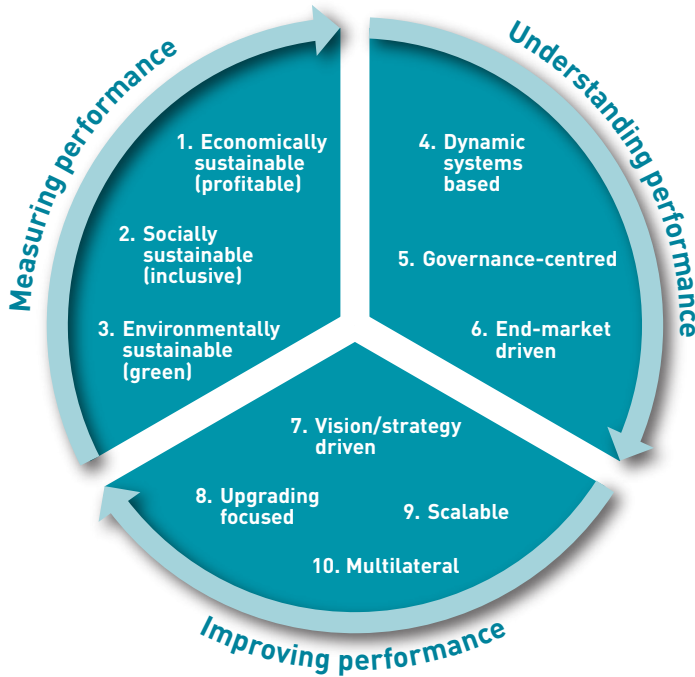 Measuring performance
1. Economically
sustainable
(profitable)
2. Socially
sustainable
(inclusive)
3. Environmentally
sustainable
(green)
Understanding performance
4. Dynamic
systems
based
5. Governance-centred
6. End-market
driven
7. Vision/strategy
driven
8. Upgrading
focused
9. Scalable
10. Multilateral
Improving performance